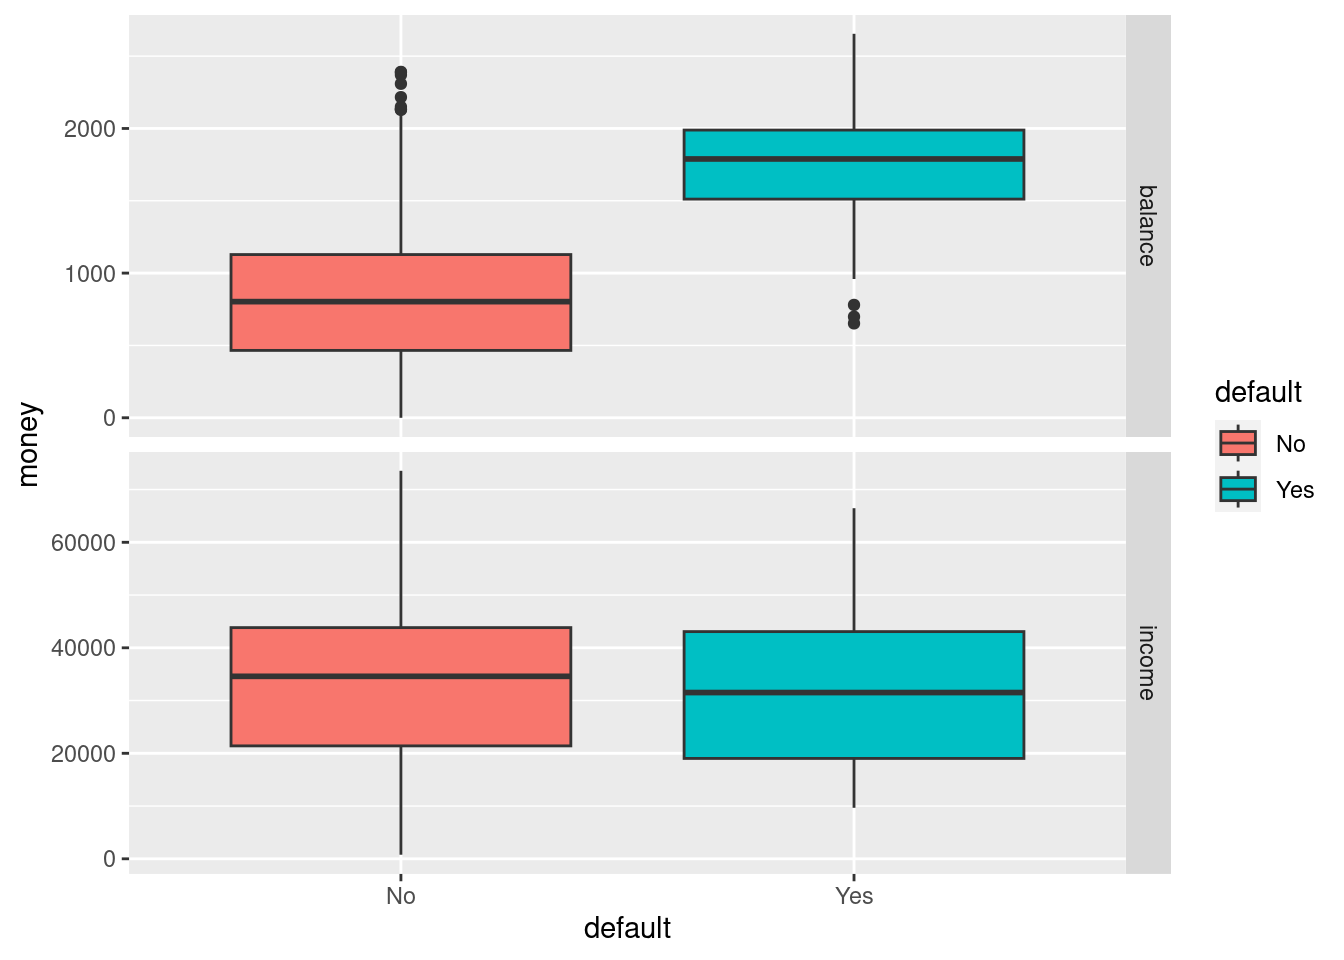 2000
1000
0
balance
money
60000
40000
20000
0
income
No
Yes
default
default
No
Yes